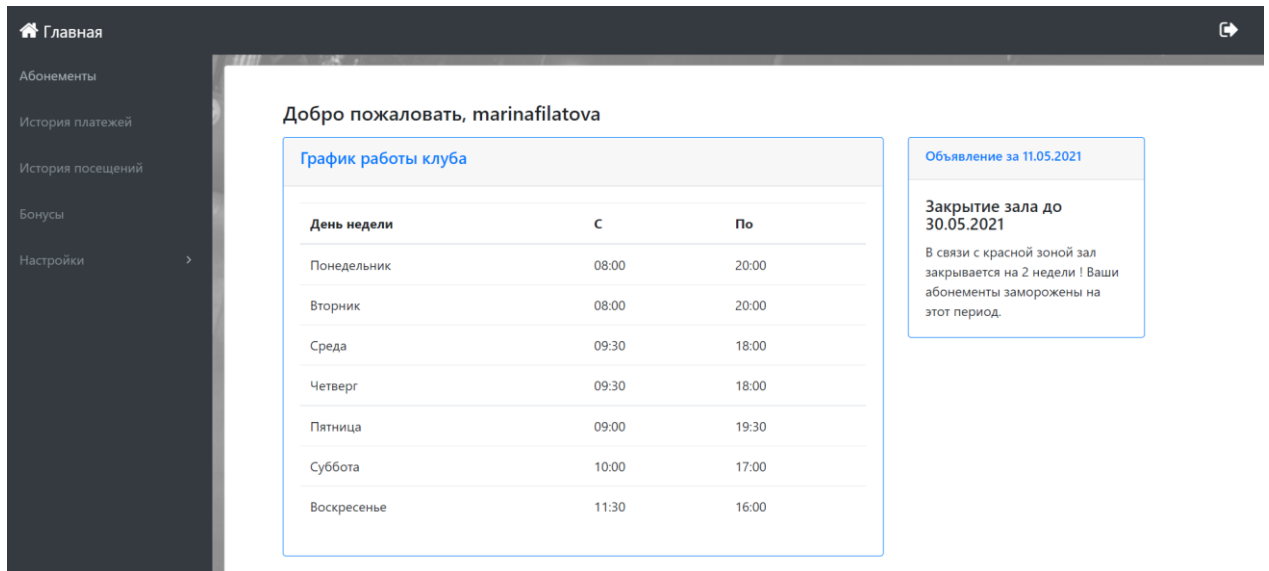 Главная
Абонементы
История платежей
История посещений
Бонусы
Настройки
Добро пожаловать, marinafilatova
График работы клуба
День недели С По
Понедельник 08:00 20:00
Вторник 08:00 20:00
Среда 09:30 18:00
Четверг 09:30 18:00
Пятница 09:00 19:30
Суббота 10:00 17:00
Воскресенье 11:30 16:00
Объявление за 11.05.2021
Закрытие зала до
30.05.2021
В связи с красной зоной зал
закрывается на 2 недели ! Ваши
абонементы заморожены на
этот период.